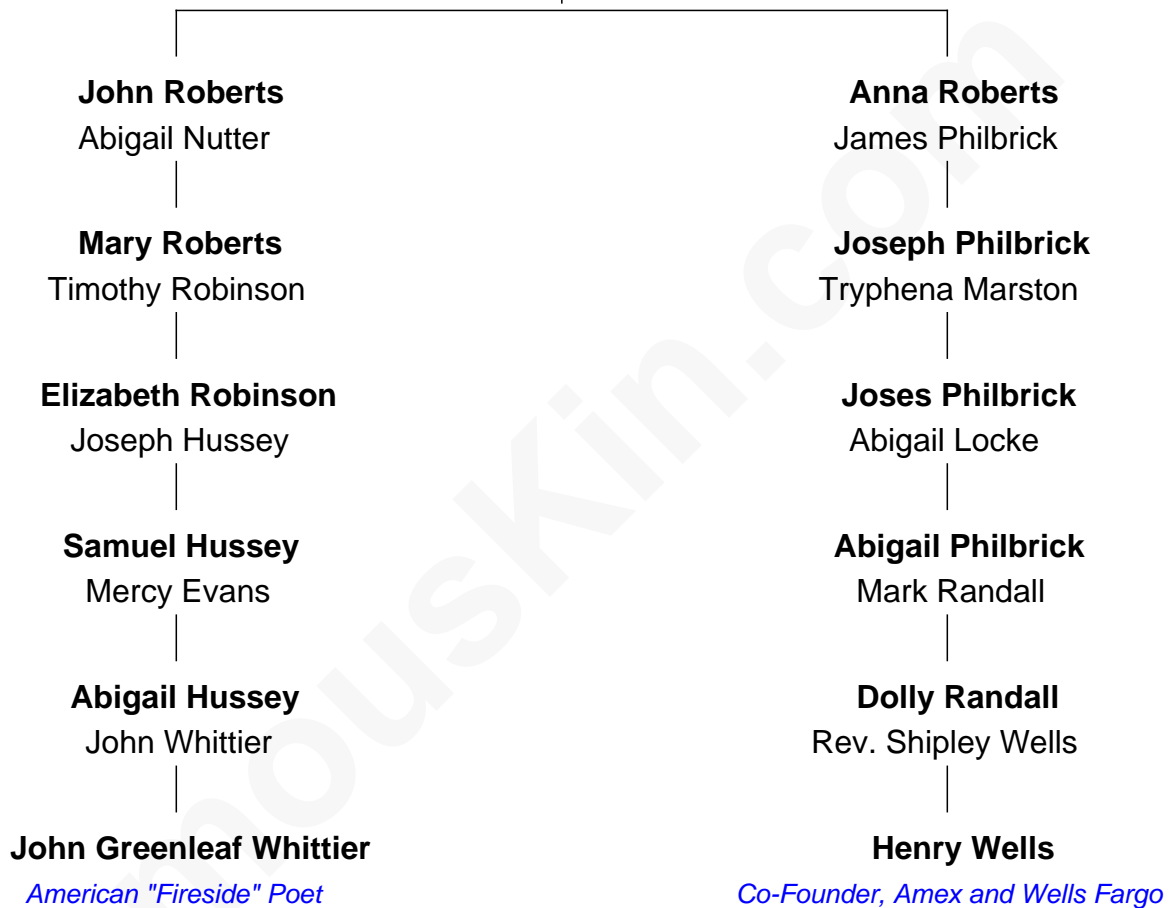 John Roberts
Abigail Nutter
Mary Roberts
Timothy Robinson
Elizabeth Robinson
Joseph Hussey
Samuel Hussey
Mercy Evans
Abigail Hussey
John Whittier
John Greenleaf Whittier
American "Fireside" Poet
Anna Roberts
James Philbrick
Joseph Philbrick
Tryphena Marston
Joses Philbrick
Abigail Locke
Abigail Philbrick
Mark Randall
Dolly Randall
Rev. Shipley Wells
Henry Wells
Co-Founder, Amex and Wells Fargo
mousKin.com